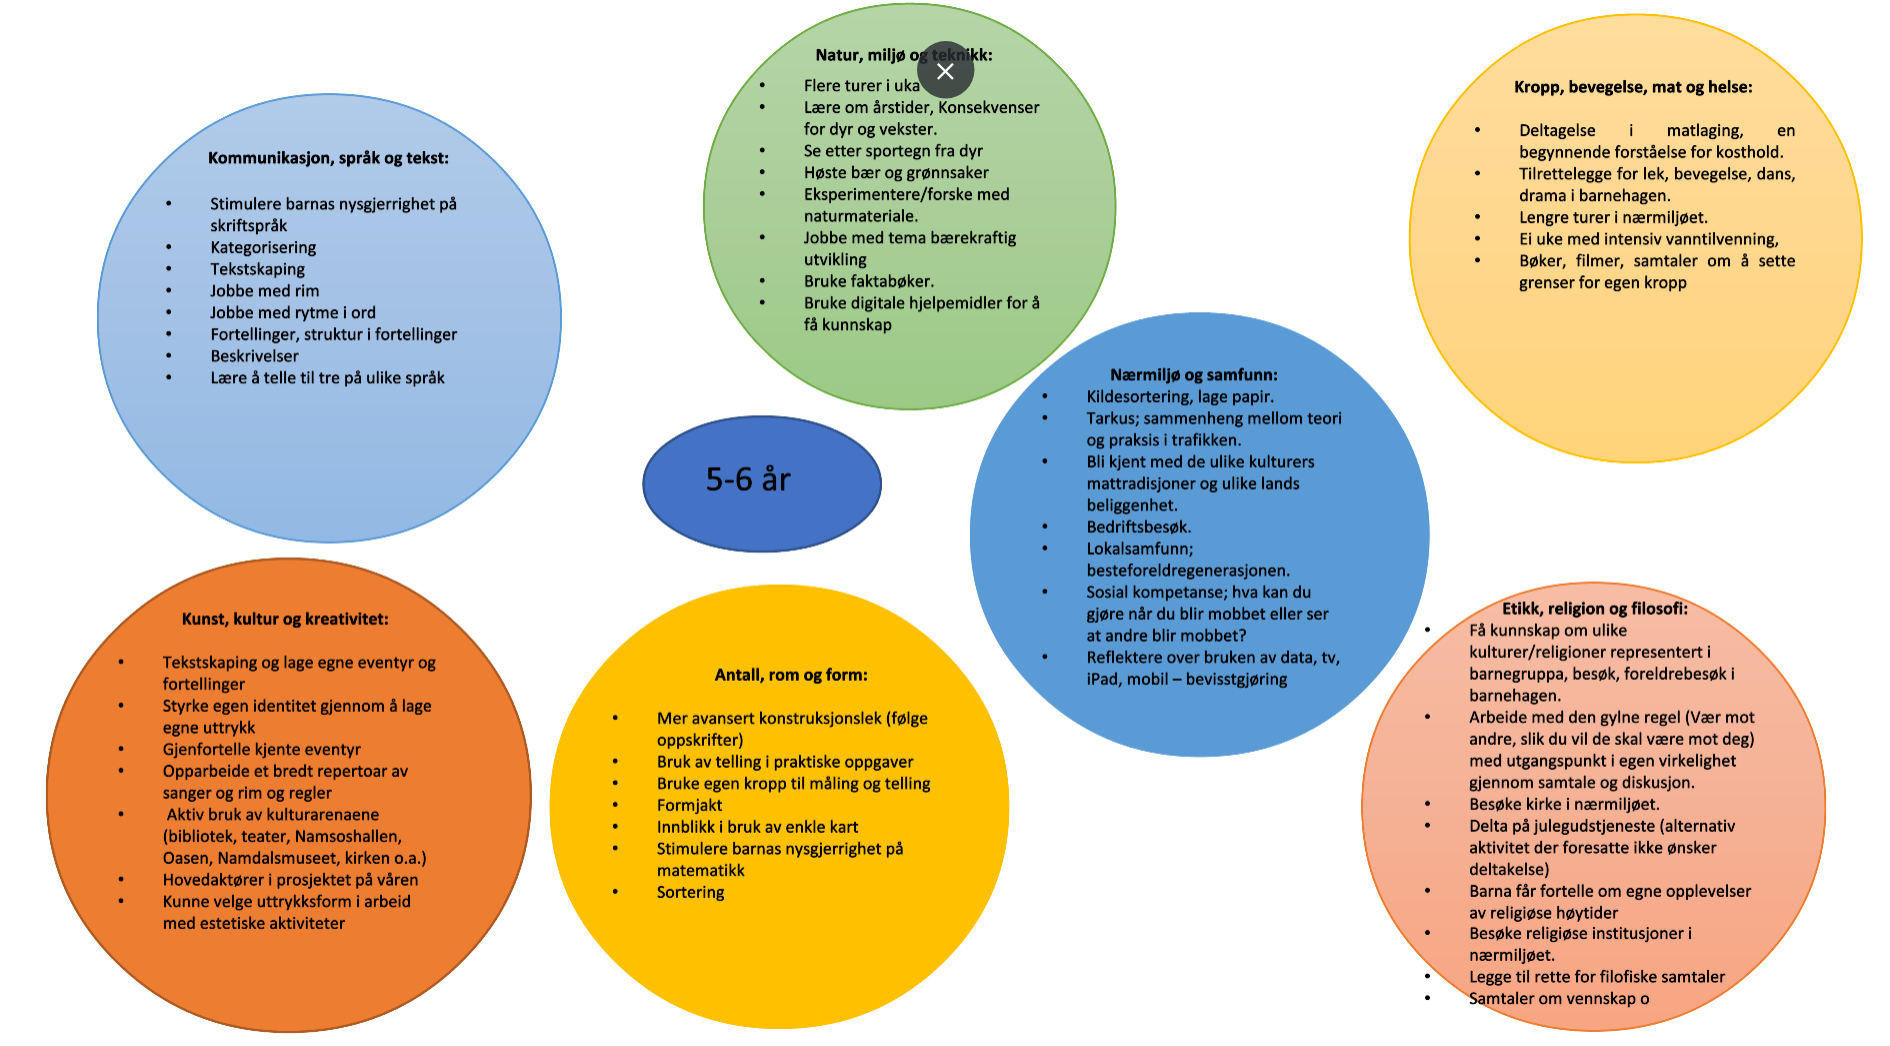 Natur, miljø og teknikk:
• Flere turer i uka
• Lære om årstider, Konsekvenser
for dyr og vekster.
• Se etter sportegn fra dyr
• Høste bær og grønnsaker
• Eksperimentere/forske med
naturmateriale.
• Jobbe med tema bærekraftig
utvikling
• Bruke faktabøker.
• Bruke digitale hjelpemidler for å
få kunnskap
Kropp, bevegelse, mat og helse:
• Deltagelse i matlaging, en
begynnende forståelse for kosthold.
• Tilrettelegge for lek, bevegelse, dans,
drama i barnehagen.
• Lengre turer i nærmiljøet.
• Ei uke med intensiv vanntilvenning,
• Bøker, filmer, samtaler om å sette
grenser for egen kropp
Kommunikasjon, språk og tekst:
• Stimulere barnas nysgjerrighet på
skriftspråk
• Kategorisering
• Tekstskaping
• Jobbe med rim
• Jobbe med rytme i ord
• Fortellinger, struktur i fortellinger
• Beskrivelser
• Lære å telle til tre på ulike språk
5-6 år
Nærmiljø og samfunn:
• Kildesortering, lage papir.
• Tarkus; sammenheng mellom teori
og praksis i trafikken.
• Bli kjent med de ulike kulturers
mattradisjoner og ulike lands
beliggenhet.
• Bedriftsbesøk.
• Lokalsamfunn;
besteforeldregenerasjonen.
• Sosial kompetanse; hva kan du
gjøre når du blir mobbet eller ser
at andre blir mobbet?
• Reflektere over bruken av data, tv,
iPad, mobil – bevisstgjøring
Kunst, kultur og kreativitet:
• Tekstskaping og lage egne eventyr og
fortellinger
• Styrke egen identitet gjennom å lage
egne uttrykk
• Gjenfortelle kjente eventyr
• Opparbeide et bredt repertoar av
sanger og rim og regler
• Aktiv bruk av kulturarenaene
(bibliotek, teater, Namsoshallen,
Oasen, Namdalsmuseet, kirken o.a.)
• Hovedaktører i prosjektet på våren
• Kunne velge uttrykksform i arbeid
med estetiske aktiviteter
Antall, rom og form:
• Mer avansert konstruksjonslek (følge
oppskrifter)
• Bruk av telling i praktiske oppgaver
• Bruke egen kropp til måling og telling
• Formjakt
• Innblikk i bruk av enkle kart
• Stimulere barnas nysgjerrighet på
matematikk
• Sortering
Etikk, religion og filosofi:
• Få kunnskap om ulike
kulturer/religioner representert i
barnegruppa, besøk, foreldrebesøk i
barnehagen.
• Arbeide med den gylne regel (Vær mot
andre, slik du vil de skal være mot deg)
med utgangspunkt i egen virkelighet
gjennom samtale og diskusjon.
• Besøke kirke i nærmiljøet.
• Delta på julegudstjeneste (alternativ
aktivitet der foresatte ikke ønsker
deltakelse)
• Barna får fortelle om egne opplevelser
av religiøse høytider
• Besøke religiøse institusjoner i
nærmiljøet.
• Legge til rette for filofiske samtaler
• Samtaler om vennskap o